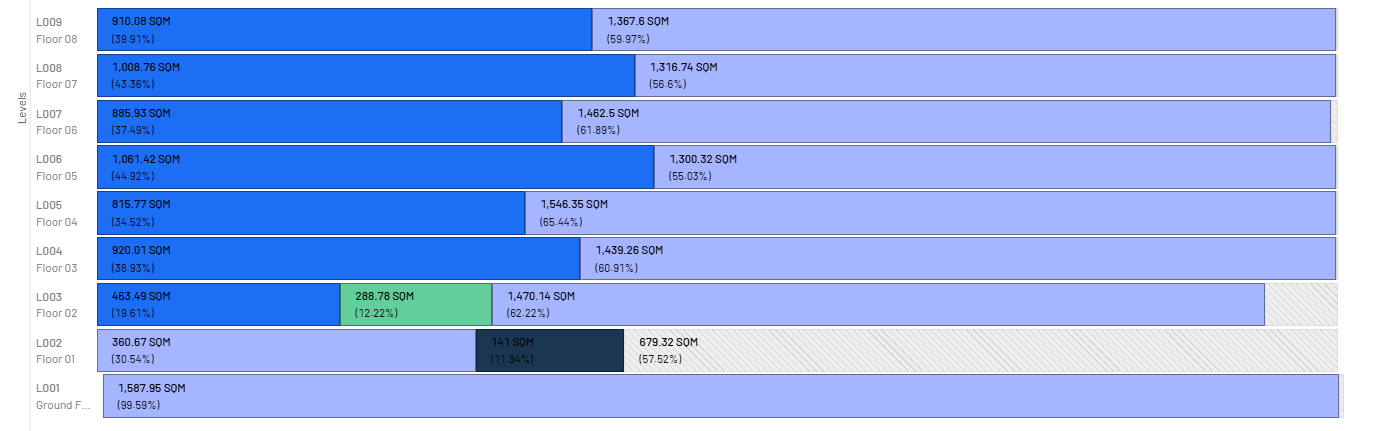 Levels
L009
Floor 08
910.08 SQM
(39.91%)
1,367.6 SQM
(59.97%)
L008
Floor 07
1,008.76 SQM
(43.36%)
1,316.74 SQM
(56.6%)
L007
Floor 06
885.93 SQM
(37.49%)
1,462.5 SQM
(61.89%)
L006
Floor 05
1,061.42 SQM
(44.92%)
1,300.32 SQM
(55.03%)
L005
Floor 04
815.77 SQM
(34.52%)
1,546.35 SQM
(65.44%)
L004
Floor 03
920.01 SQM
(38.93%)
1,439.26 SQM
(60.91%)
L003
Floor 02
463.49 SQM
(19.61%)
288.78 SQM
(12.22%)
1,470.14 SQM
(62.22%)
L002
Floor 01
360.67 SQM
(30.54%)
141 SQM
(11.94%)
679.32 SQM
(57.52%)
L001
Ground F...
1,587.95 SQM
(99.59%)